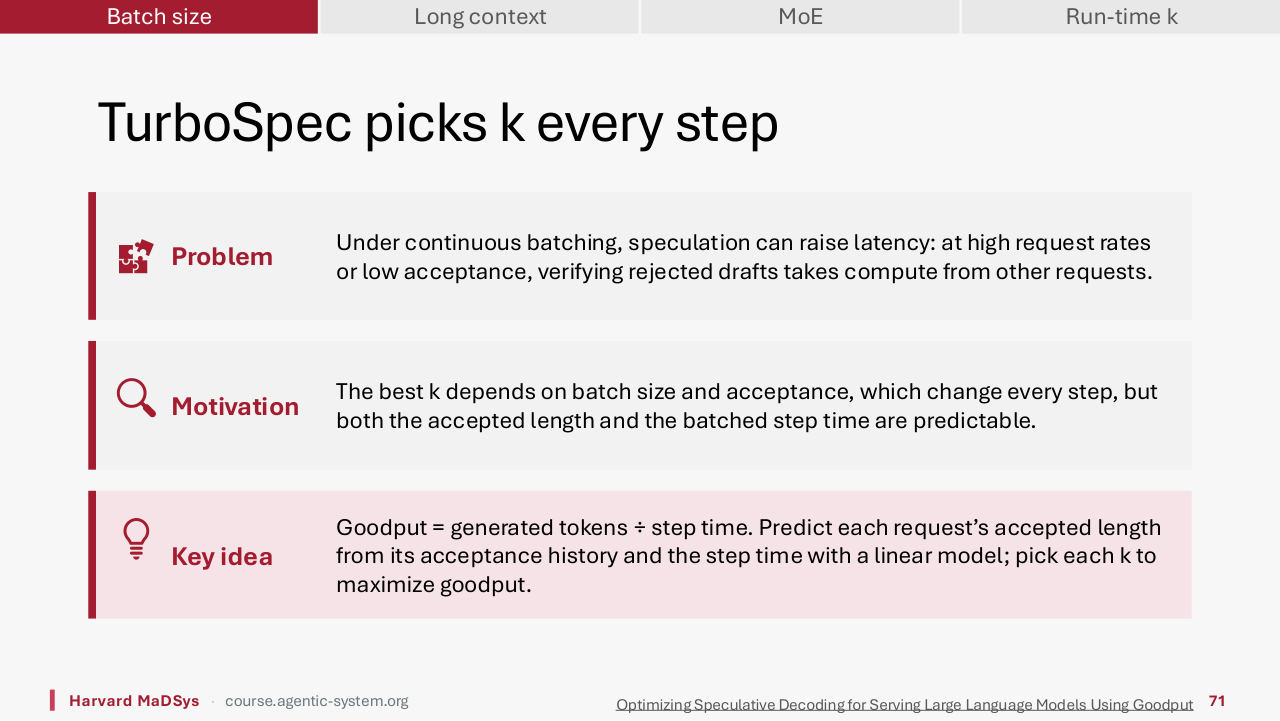 Batch size
Long context
MoE
Run-time k
TurboSpec picks k every step
Problem
Under continuous batching, speculation can raise latency: at high request rates
or low acceptance, verifying rejected drafts takes compute from other requests.
Motivation
The best k depends on batch size and acceptance, which change every step, but
both the accepted length and the batched step time are predictable.
Key idea
Goodput = generated tokens ÷ step time. Predict each request’s accepted length
from its acceptance history and the step time with a linear model; pick each k to
maximize goodput.
Harvard MaDSys · course.agentic-system.org
Optimizing Speculative Decoding for Serving Large Language Models Using Goodput
71